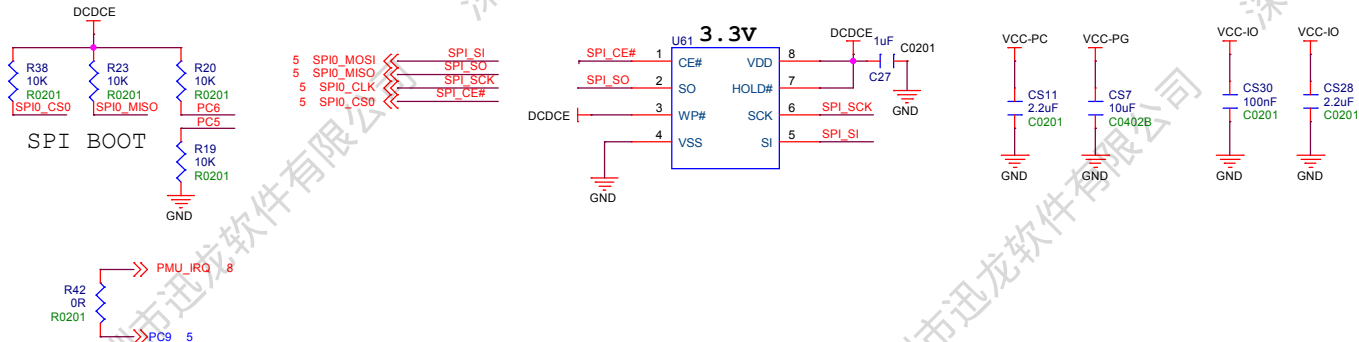 DCDCE
R38
10K
R0201
SPI0_CS0
R23
10K
R0201
SPI0_MISO
R20
10K
R0201
PC6
PC5
SPI BOOT
R19
10K
R0201
GND
5 SPI0_MOSI SPI_SI
5 SPI0_MISO SPI_SO
5 SPI0_CLK SPI_SCK
5 SPI0_CS0 SPI_CE#
U61 3.3V
SPI_CE# 1 CE#
SPI_SO 2 SO
DCDCE 3 WP#
4 VSS
GND
VDD 8
HOLD# 7
SCK 6 SPI_SCK
SI 5 SPI_SI
DCDCE
1uF
C0201
C27
GND
VCC-PC
CS11
2.2uF
C0201
GND
VCC-PG
CS7
10uF
C0402B
GND
VCC-IO
CS30
100nF
C0201
GND
VCC-IO
CS28
2.2uF
C0201
GND
PMU_IRQ 8
R42
0R
R0201
PC9 5
市迅龙软件有限公司
市迅龙软件有限公司
深